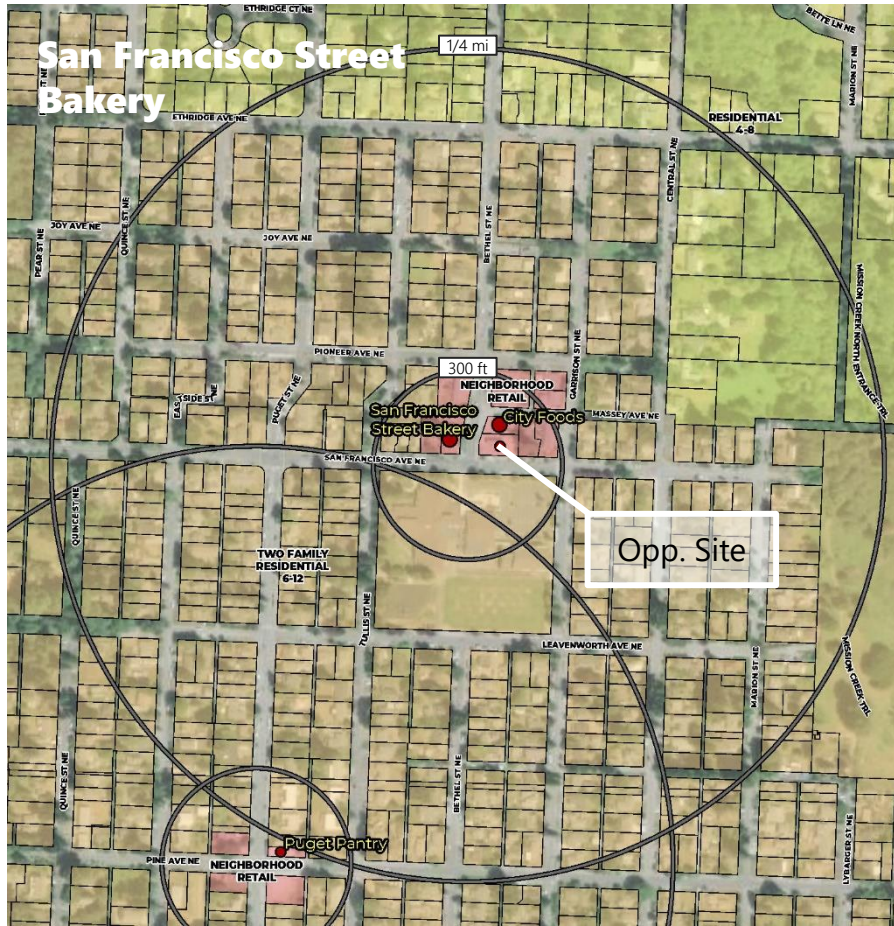 ETHRIDGE CT NE
BETTE LN NE
San Francisco Street
Bakery
1/4 mi
MARION ST NE
ETHRIDGE AVE NE
RESIDENTIAL
4-8
CENTRAL ST NE
QUINCE ST NE
BETHEL ST NE
JOY AVE NE
JOY AVE NE
PEAR ST NE
MISSION CREEK NORTH ENTRANCE-TRL
PIONEER AVE NE
300 ft
NEIGHBORHOOD
RETAIL
GARRISON ST NE
EASTSIDE ST NE
PUGET ST NE
San Francisco
Street Bakery
City Foods
MASSEY AVE NE
SAN FRANCISCO AVE NE
QUINCE ST NE
Opp. Site
TWO FAMILY
RESIDENTIAL
6-12
TULLIS ST NE
LEAVENWORTH AVE NE
MARION ST NE
MISSION CREEK-TRL
QUINCE ST NE
BETHEL ST NE
LYBARGER ST NE
Puget Pantry
PINE AVE NE
NEIGHBORHOOD
RETAIL